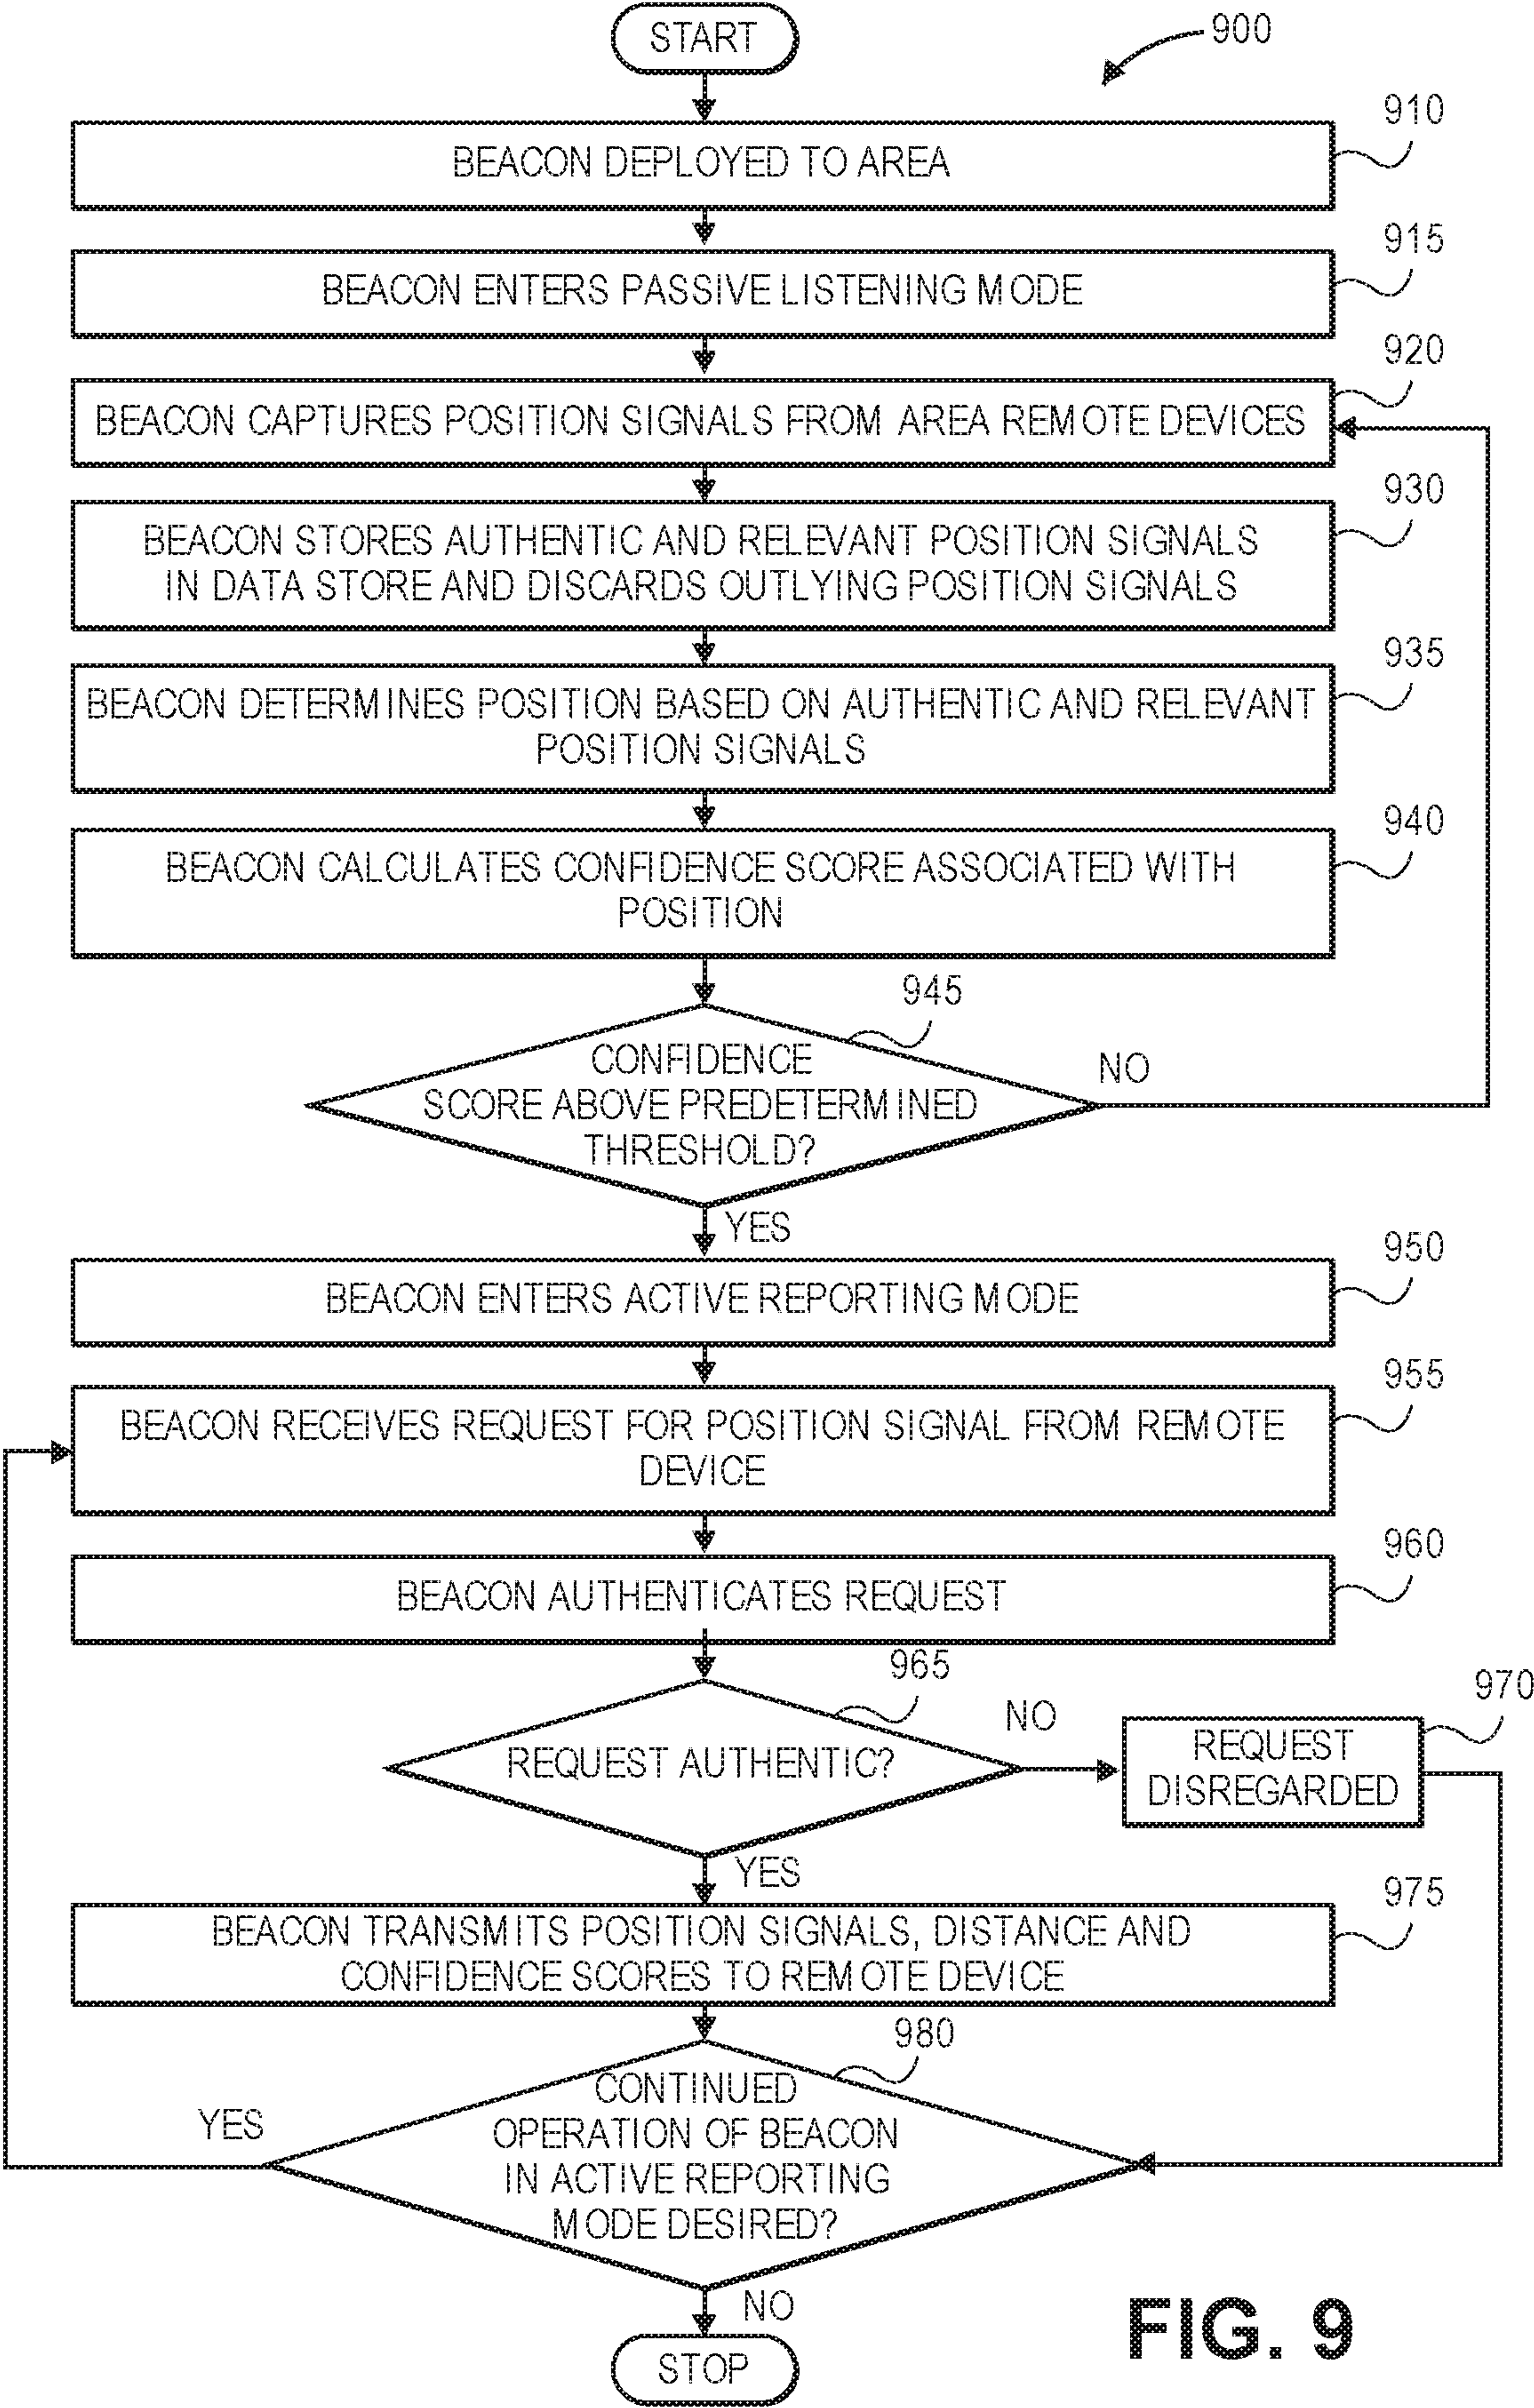 START
900
910
BEACON DEPLOYED TO AREA
915
BEACON ENTERS PASSIVE LISTENING MODE
920
BEACON CAPTURES POSITION SIGNALS FROM AREA REMOTE DEVICES
930
BEACON STORES AUTHENTIC AND RELEVANT POSITION SIGNALS
IN DATA STORE AND DISCARDS OUTLYING POSITION SIGNALS
935
BEACON DETERMINES POSITION BASED ON AUTHENTIC AND RELEVANT
POSITION SIGNALS
940
BEACON CALCULATES CONFIDENCE SCORE ASSOCIATED WITH
POSITION
945
CONFIDENCE
SCORE ABOVE PREDETERMINED
THRESHOLD?
NO
YES
950
BEACON ENTERS ACTIVE REPORTING MODE
955
BEACON RECEIVES REQUEST FOR POSITION SIGNAL FROM REMOTE
DEVICE
960
BEACON AUTHENTICATES REQUEST
965
REQUEST AUTHENTIC?
NO
970
REQUEST
DISREGARDED
YES
975
BEACON TRANSMITS POSITION SIGNALS, DISTANCE AND
CONFIDENCE SCORES TO REMOTE DEVICE
980
CONTINUED
OPERATION OF BEACON
IN ACTIVE REPORTING
MODE DESIRED?
YES
NO
STOP
FIG. 9